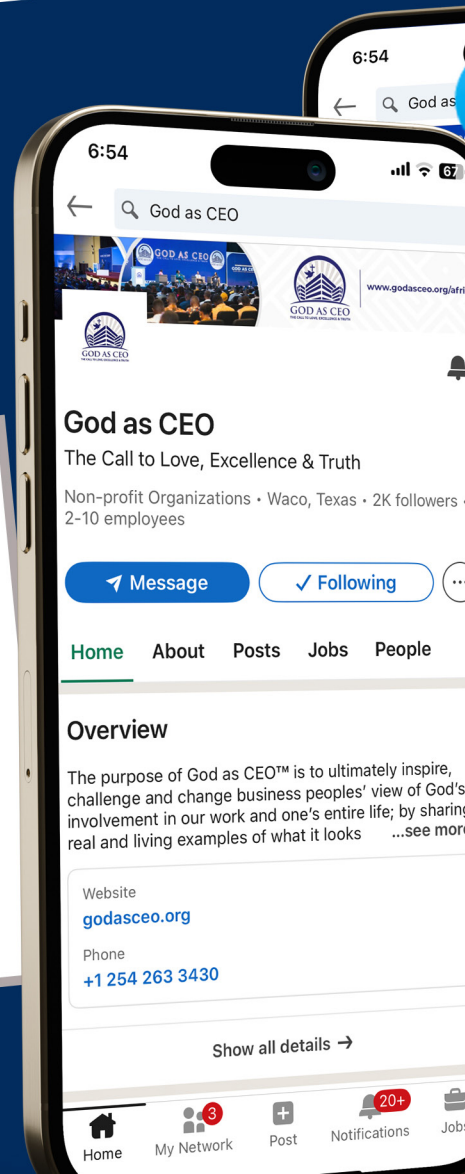 6:54
God as
6:54
67
God as CEO
GOD AS CEO
GOD AS CEO
www.godasceo.org/afri
GOD AS CEO
God as CEO
The Call to Love, Excellence & Truth
Non-profit Organizations • Waco, Texas • 2K followers •
2-10 employees
Message
Following
Home About Posts Jobs People
Overview
The purpose of God as CEO™ is to ultimately inspire,
challenge and change business peoples' view of God's
involvement in our work and one's entire life; by sharing
real and living examples of what it looks ...see more
Website
godasceo.org
Phone
+1 254 263 3430
Show all details →
3
20+
Home My Network Post Notifications Jobs